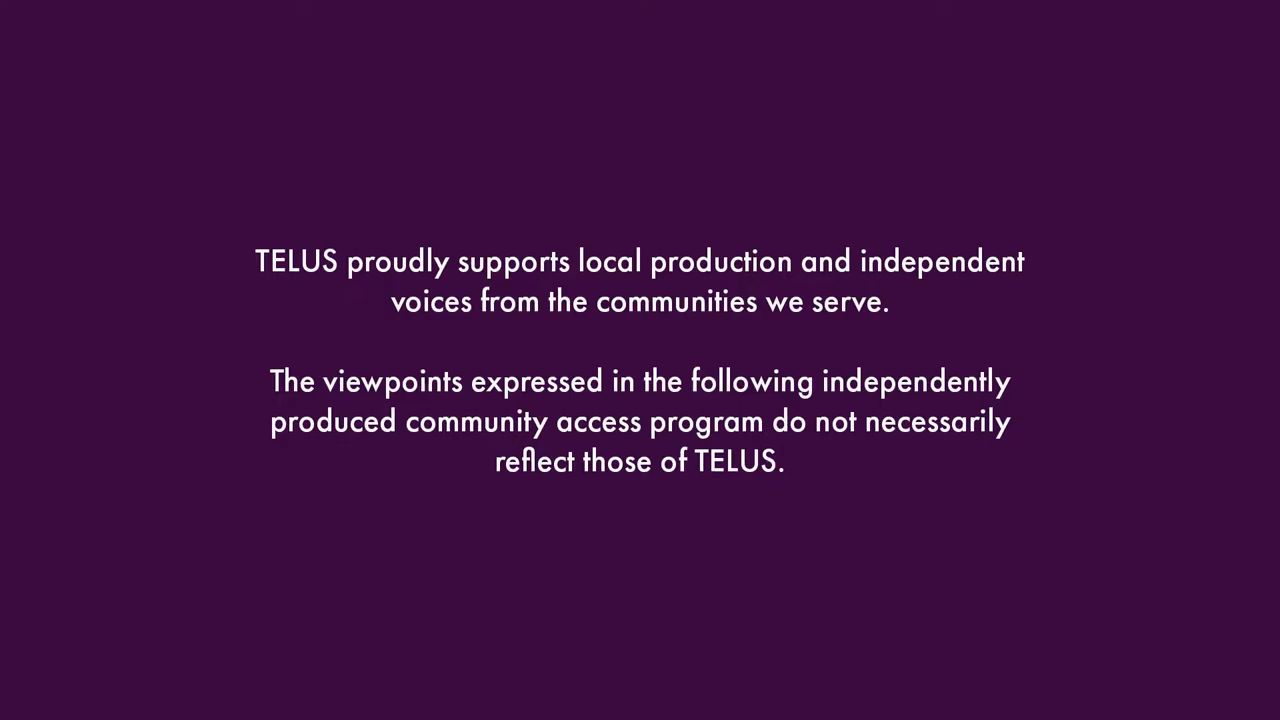 TELUS proudly supports local production and independent
voices from the communities we serve.
The viewpoints expressed in the following independently
produced community access program do not necessarily
reflect those of TELUS.